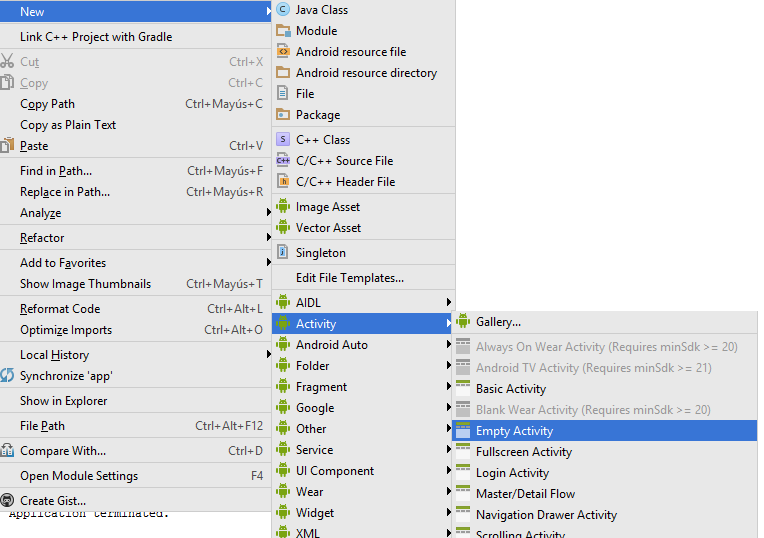 New
Link C++ Project with Gradle
Cut Ctrl+X
Copy Ctrl+C
Copy Path Ctrl+Mayús+C
Copy as Plain Text
Paste Ctrl+V
Find in Path... Ctrl+Mayús+F
Replace in Path... Ctrl+Mayús+R
Analyze
Refactor
Add to Favorites
Show Image Thumbnails Ctrl+Mayús+T
Reformat Code Ctrl+Alt+L
Optimize Imports Ctrl+Alt+O
Local History
Synchronize 'app'
Show in Explorer
File Path Ctrl+Alt+F12
Compare With... Ctrl+D
Open Module Settings F4
Create Gist...
Application terminated.
Java Class
Module
Android resource file
Android resource directory
File
Package
C++ Class
C/C++ Source File
C/C++ Header File
Image Asset
Vector Asset
Singleton
Edit File Templates...
AIDL
Activity
Android Auto
Folder
Fragment
Google
Other
Service
UI Component
Wear
Widget
XML
Gallery...
Always On Wear Activity (Requires minSdk >= 20)
Android TV Activity (Requires minSdk >= 21)
Basic Activity
Blank Wear Activity (Requires minSdk >= 20)
Empty Activity
Fullscreen Activity
Login Activity
Master/Detail Flow
Navigation Drawer Activity
Scrolling Activity